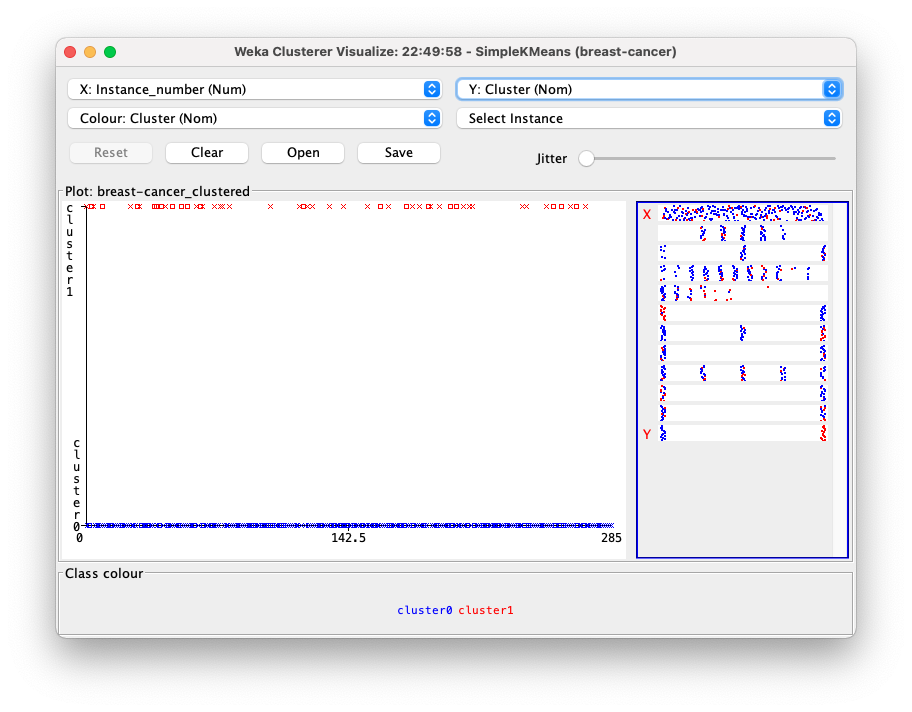 Weka Clusterer Visualize: 22:49:58 - SimpleKMeans (breast-cancer)
X: Instance_number (Num)
Y: Cluster (Nom)
Colour: Cluster (Nom)
Select Instance
Reset
Clear
Open
Save
Jitter
Plot: breast-cancer_clustered
cluster1
cluster0
0
142.5
285
X
Y
Class colour
cluster0 cluster1